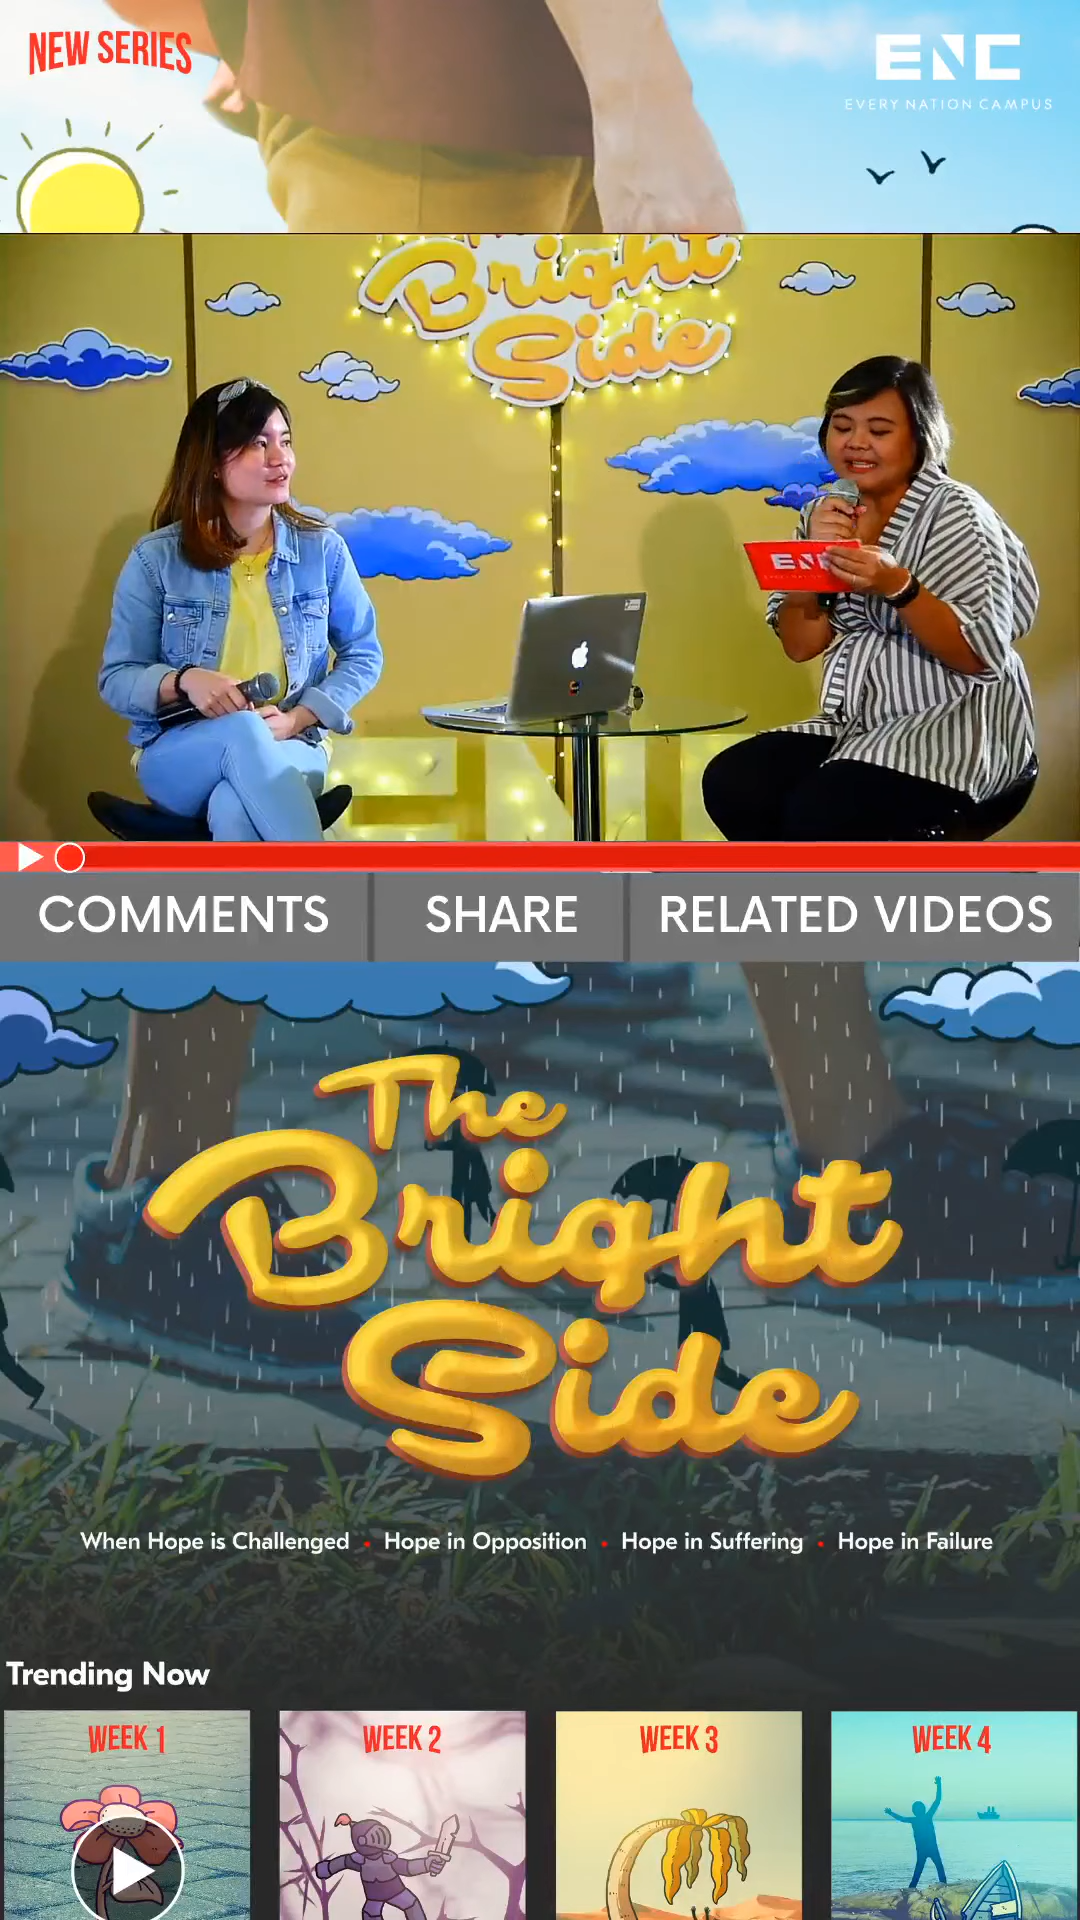 NEW SERIES
ENC
EVERY NATION CAMPUS
The
Bright
Side
ENC
COMMENTS
SHARE
RELATED VIDEOS
The
Bright
Side
When Hope is Challenged • Hope in Opposition • Hope in Suffering • Hope in Failure
Trending Now
WEEK 1
WEEK 2
WEEK 3
WEEK 4